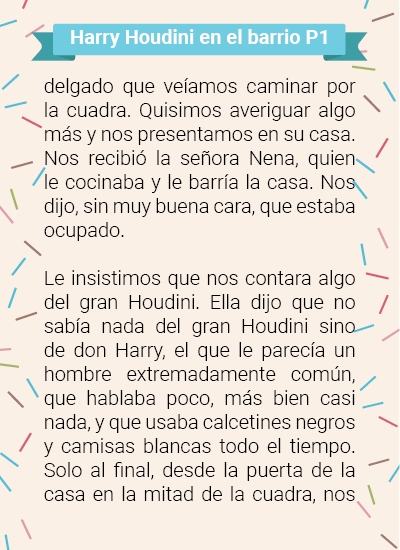 Harry Houdini en el barrio P1
delgado que veíamos caminar por
la cuadra. Quisimos averiguar algo
más y nos presentamos en su casa.
Nos recibió la señora Nena, quien
le cocinaba y le barría la casa. Nos
dijo, sin muy buena cara, que estaba
ocupado.
Le insistimos que nos contara algo
del gran Houdini. Ella dijo que no
sabía nada del gran Houdini sino
de don Harry, el que le parecía un
hombre extremadamente común,
que hablaba poco, más bien casi
nada, y que usaba calcetines negros
y camisas blancas todo el tiempo.
Solo al final, desde la puerta de la
casa en la mitad de la cuadra, nos